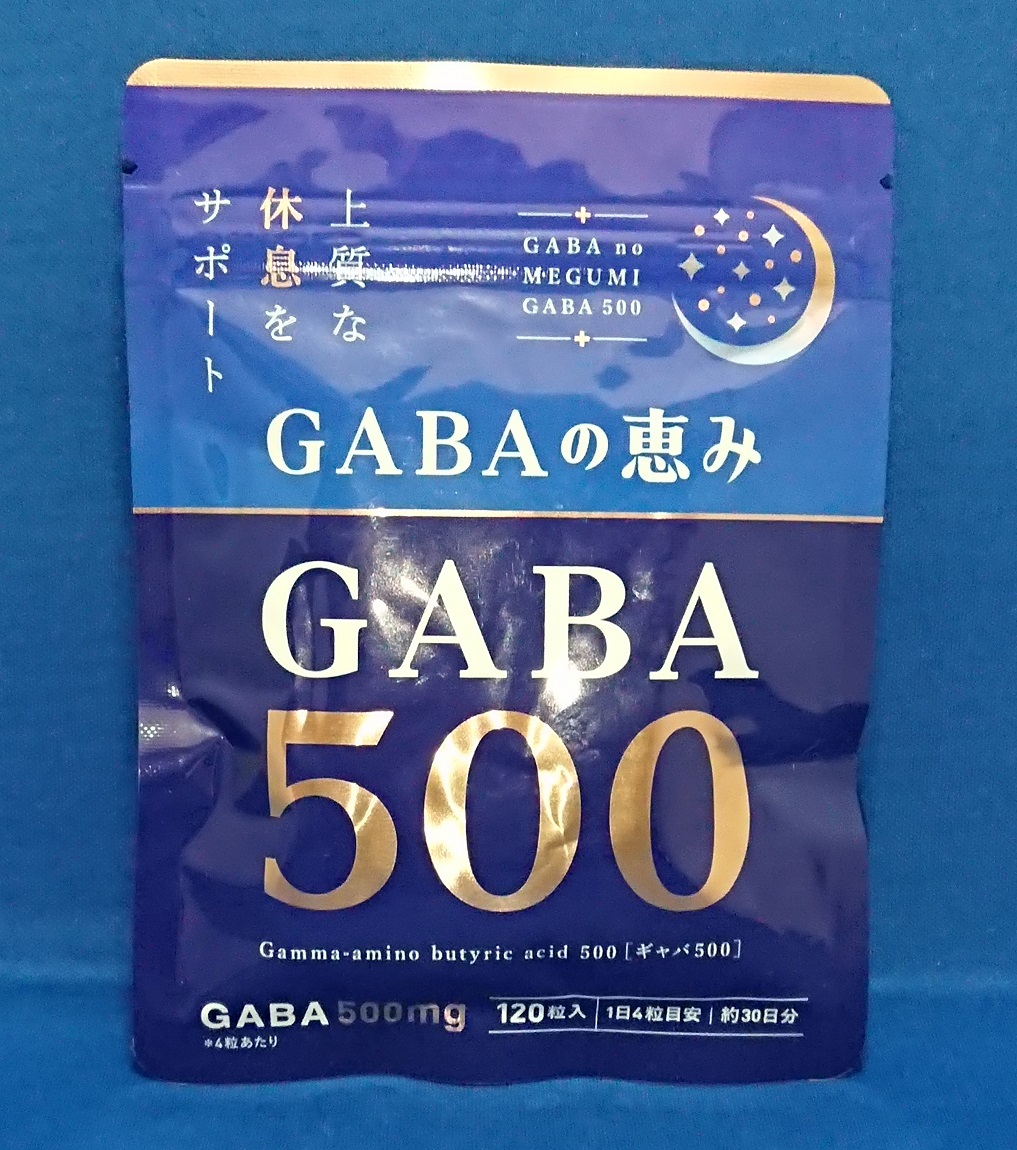 上質な
休息を
サポート
GABA no
MEGUMI
GABA 500
GABAの恵み
GABA
500
Gamma-amino butyric acid 500 [ギャバ500]
GABA 500mg
※4粒あたり
120粒入 | 1日4粒目安 | 約30日分